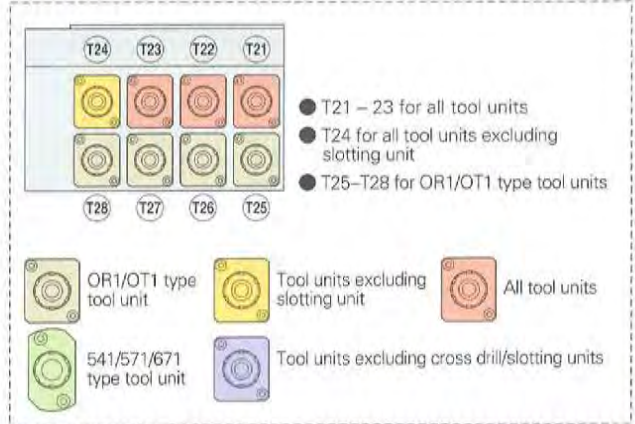 T24 T23 T22 T21
T28 T27 T26 T25
● T21 – 23 for all tool units
● T24 for all tool units excluding
slotting unit
● T25–T28 for OR1/OT1 type tool units
OR1/OT1 type
tool unit
Tool units excluding
slotting unit
All tool units
541/571/671
type tool unit
Tool units excluding cross drill/slotting units